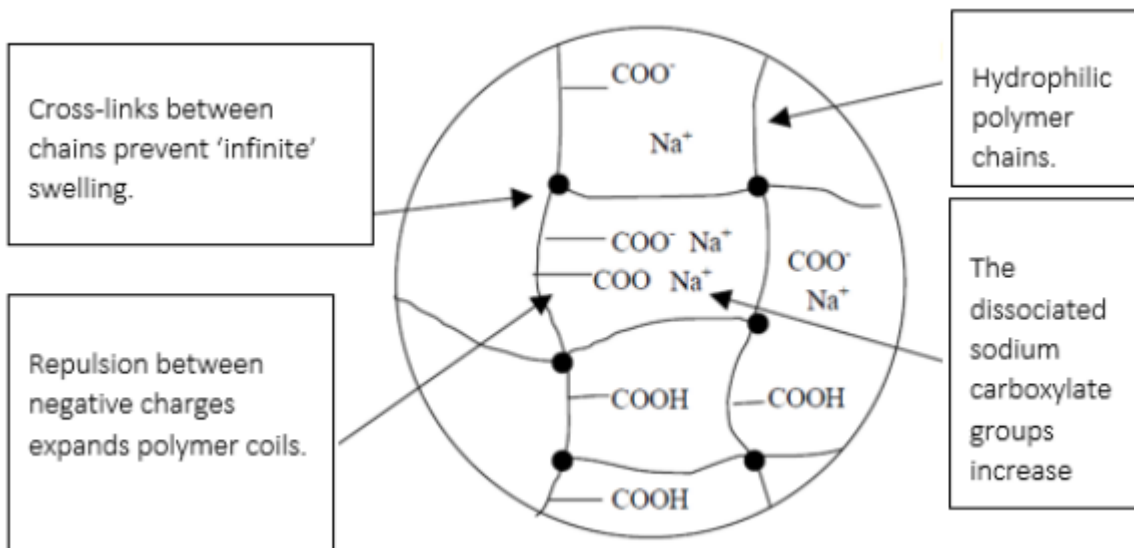 Cross-links between
chains prevent 'infinite'
swelling.
Repulsion between
negative charges
expands polymer coils.
COO⁻
Na⁺
COO⁻ Na⁺
COO Na⁺
COO⁻
Na⁺
COOH
COOH
COOH
Hydrophilic
polymer
chains.
The
dissociated
sodium
carboxylate
groups
increase